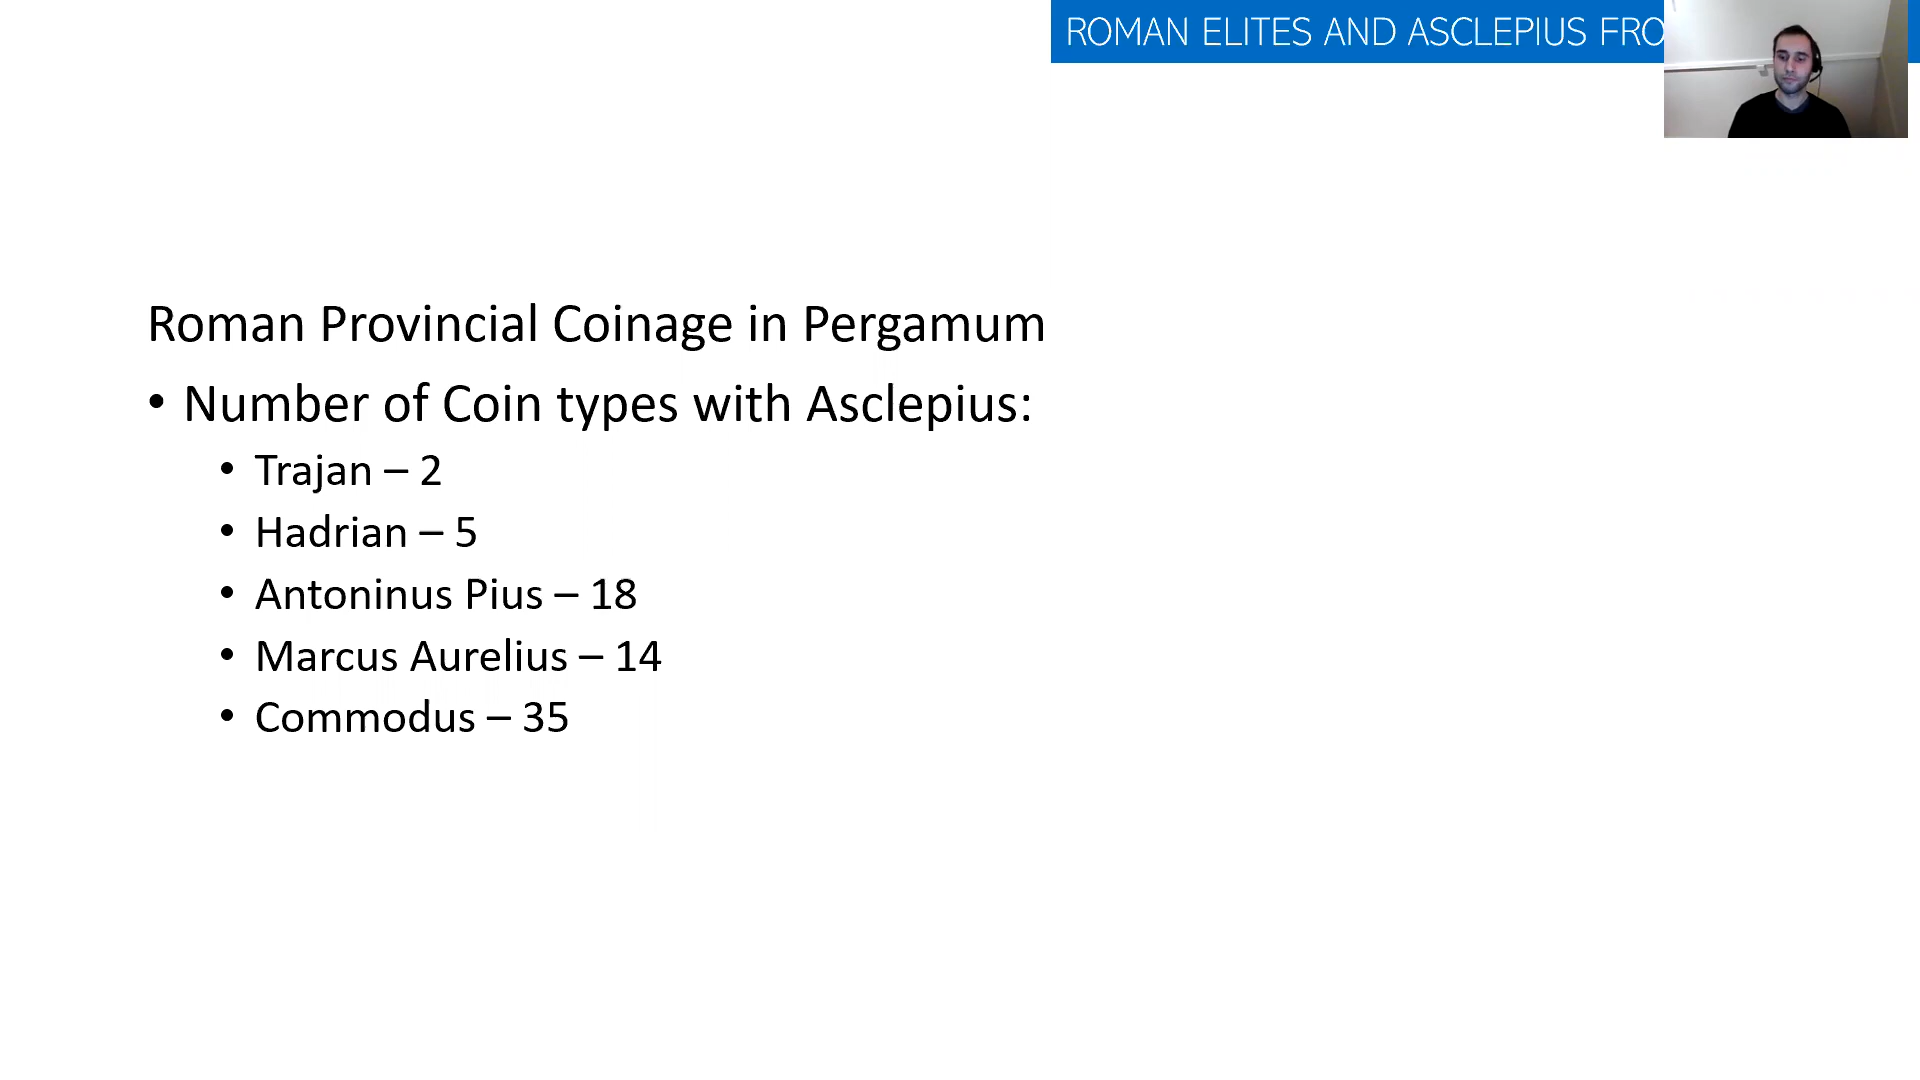 ROMAN ELITES AND ASCLEPIUS
Roman Provincial Coinage in Pergamum
• Number of Coin types with Asclepius:
• Trajan – 2
• Hadrian – 5
• Antoninus Pius – 18
• Marcus Aurelius – 14
• Commodus – 35